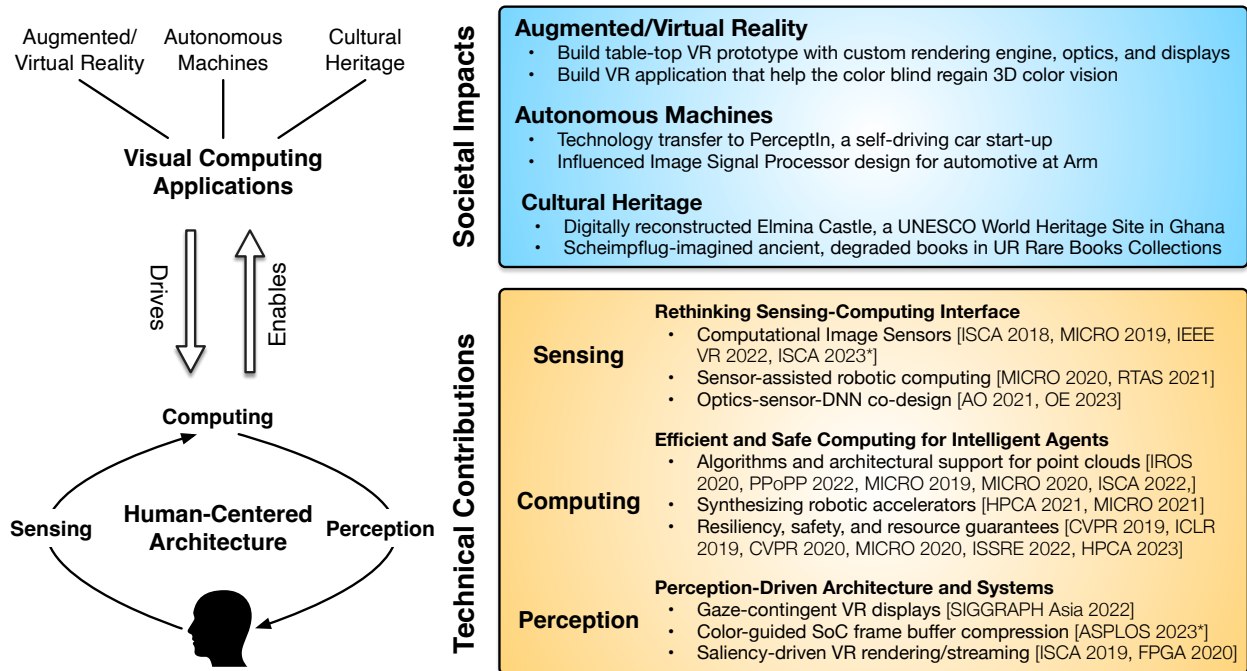 Augmented/
Virtual Reality
Autonomous
Machines
Cultural
Heritage
Visual Computing
Applications
Drives
Enables
Computing
Sensing
Human-Centered
Architecture
Perception
Societal Impacts
Augmented/Virtual Reality
• Build table-top VR prototype with custom rendering engine, optics, and displays
• Build VR application that help the color blind regain 3D color vision
Autonomous Machines
• Technology transfer to PerceptIn, a self-driving car start-up
• Influenced Image Signal Processor design for automotive at Arm
Cultural Heritage
• Digitally reconstructed Elmina Castle, a UNESCO World Heritage Site in Ghana
• Scheimpflug-imagined ancient, degraded books in UR Rare Books Collections
Technical Contributions
Sensing
Rethinking Sensing-Computing Interface
• Computational Image Sensors [ISCA 2018, MICRO 2019, IEEE
VR 2022, ISCA 2023*]
• Sensor-assisted robotic computing [MICRO 2020, RTAS 2021]
• Optics-sensor-DNN co-design [AO 2021, OE 2023]
Computing
Efficient and Safe Computing for Intelligent Agents
• Algorithms and architectural support for point clouds [IROS
2020, PPoPP 2022, MICRO 2019, MICRO 2020, ISCA 2022,]
• Synthesizing robotic accelerators [HPCA 2021, MICRO 2021]
• Resiliency, safety, and resource guarantees [CVPR 2019, ICLR
2019, CVPR 2020, MICRO 2020, ISSRE 2022, HPCA 2023]
Perception
Perception-Driven Architecture and Systems
• Gaze-contingent VR displays [SIGGRAPH Asia 2022]
• Color-guided SoC frame buffer compression [ASPLOS 2023*]
• Saliency-driven VR rendering/streaming [ISCA 2019, FPGA 2020]